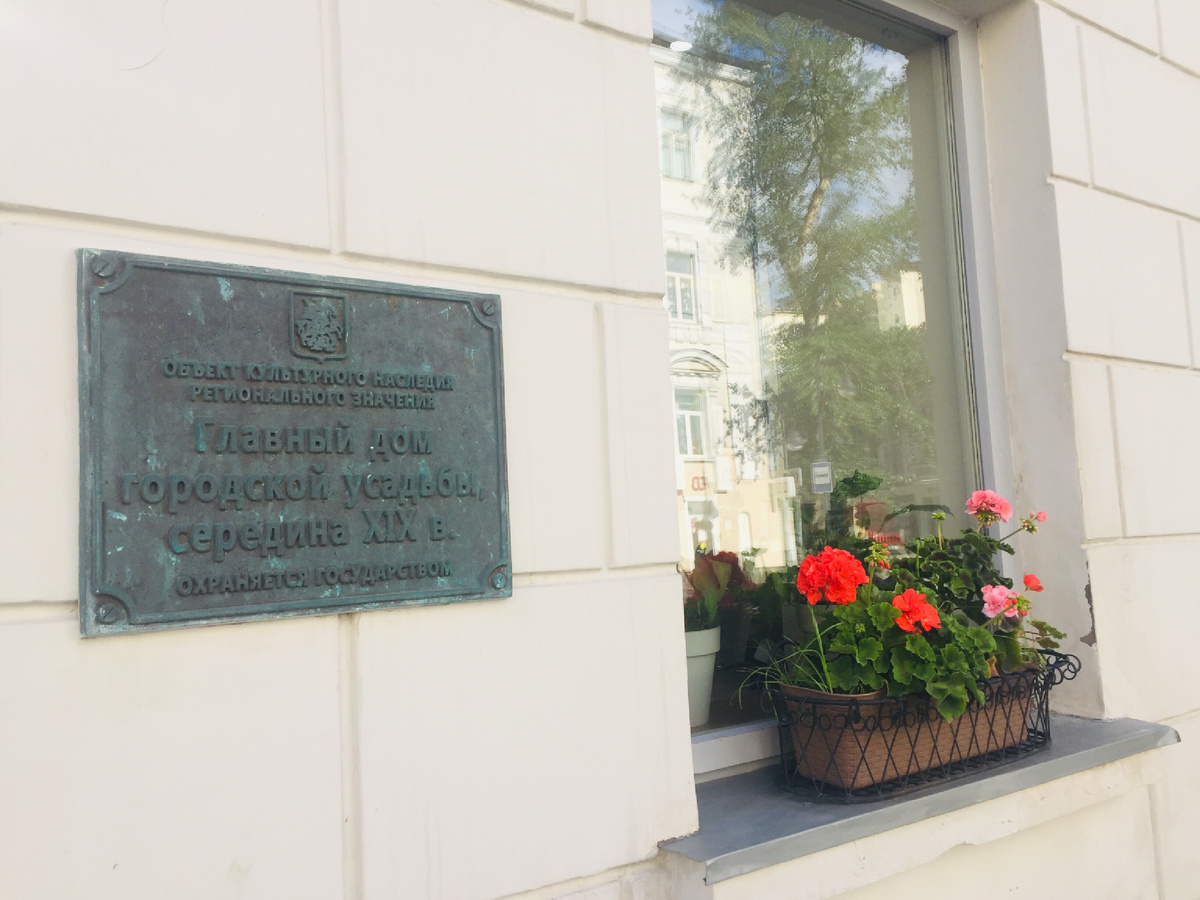 ОБЪЕКТ КУЛЬТУРНОГО НАСЛЕДИЯ
РЕГИОНАЛЬНОГО ЗНАЧЕНИЯ
Главный дом
городской усадьбы,
середина XIX в.
ОХРАНЯЕТСЯ ГОСУДАРСТВОМ